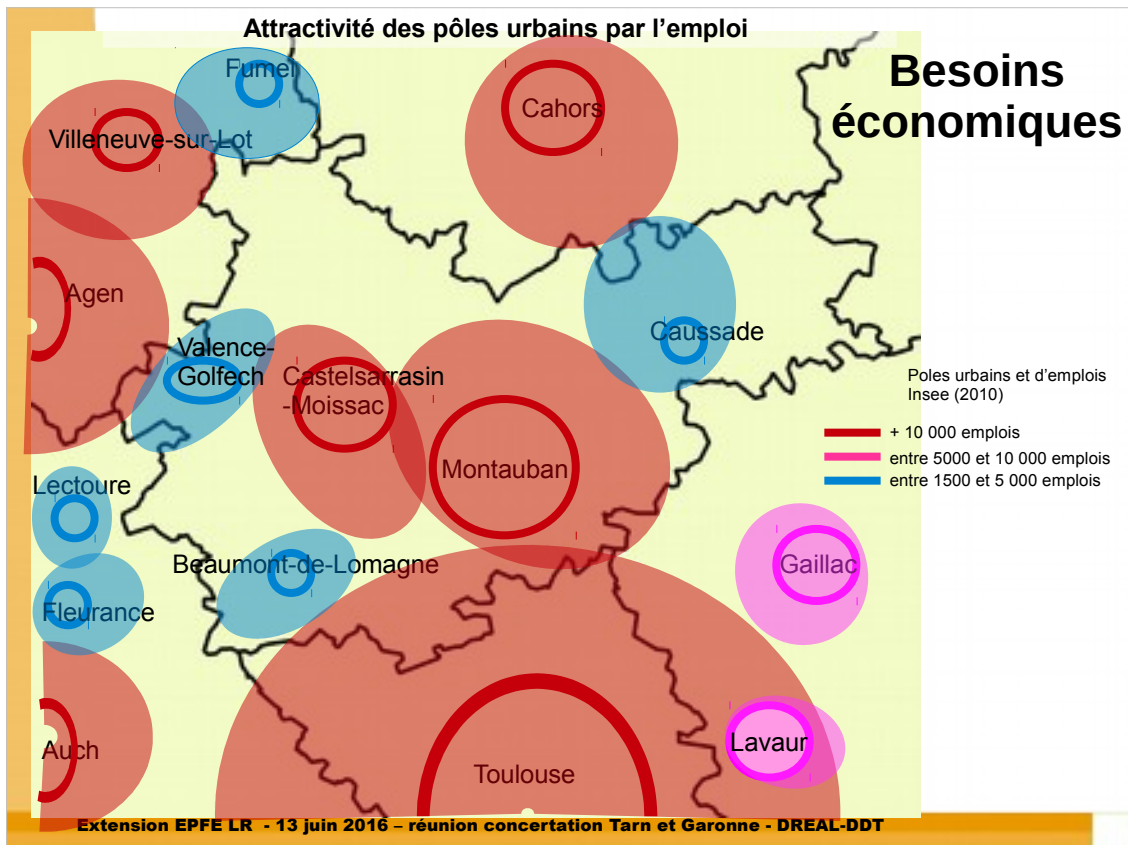 Attractivité des pôles urbains par l'emploi
Besoins
économiques
Fumel
Cahors
Villeneuve-sur-Lot
Agen
Caussade
Valence-
Golfech
Castelsarrasin
-Moissac
Poles urbains et d'emplois
Insee (2010)
+ 10 000 emplois
entre 5000 et 10 000 emplois
entre 1500 et 5 000 emplois
Montauban
Lectoure
Beaumont-de-Lomagne
Gaillac
Fleurance
Auch
Lavaur
Toulouse
Extension EPFE LR - 13 juin 2016 – réunion concertation Tarn et Garonne - DREAL-DDT